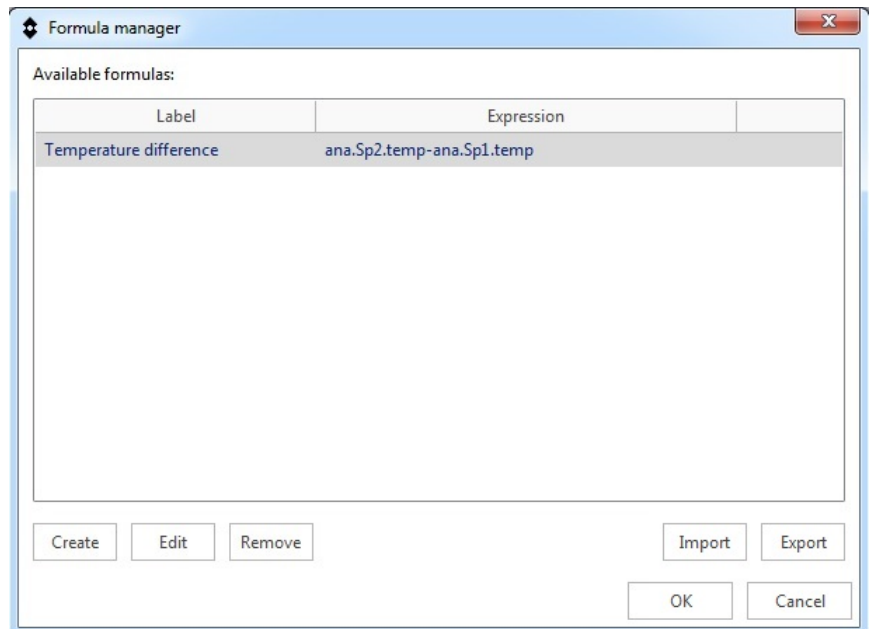 Formula manager
Available formulas:
Label Expression
Temperature difference ana.Sp2.temp-ana.Sp1.temp
Create Edit Remove Import Export
OK Cancel